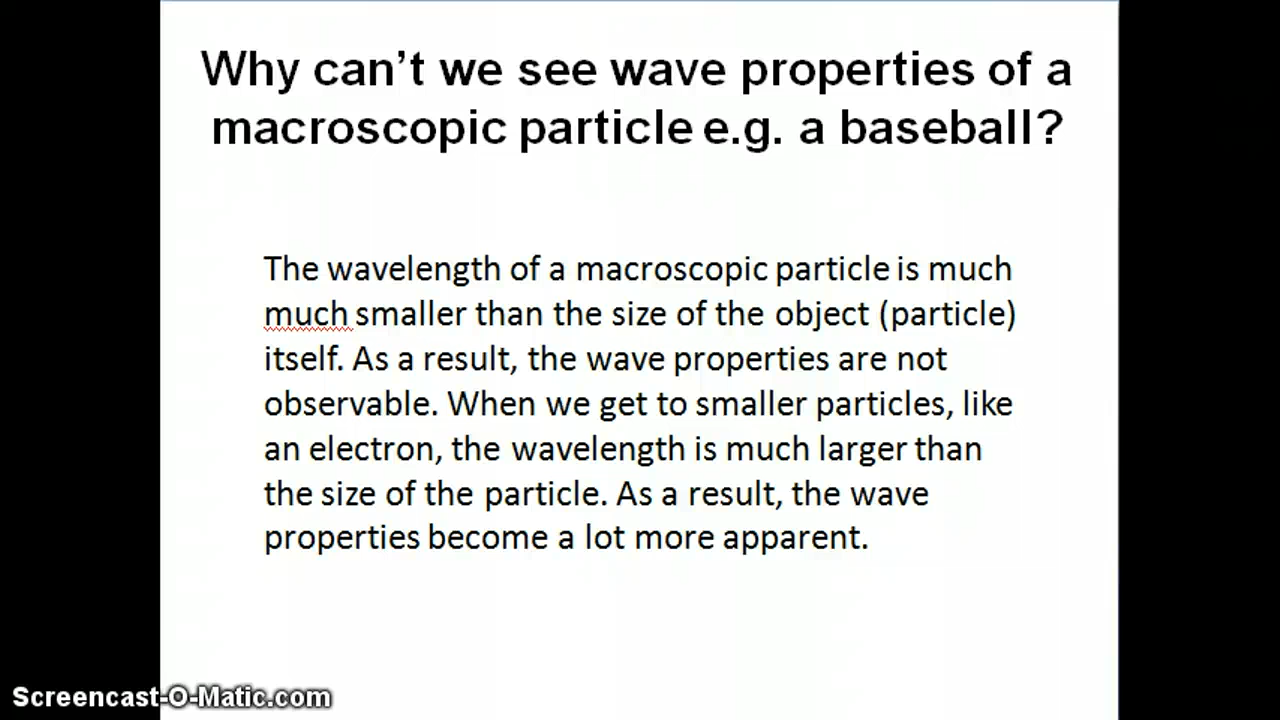 Why can’t we see wave properties of a
macroscopic particle e.g. a baseball?
The wavelength of a macroscopic particle is much
much smaller than the size of the object (particle)
itself. As a result, the wave properties are not
observable. When we get to smaller particles, like
an electron, the wavelength is much larger than
the size of the particle. As a result, the wave
properties become a lot more apparent.
Screencast-O-Matic.com